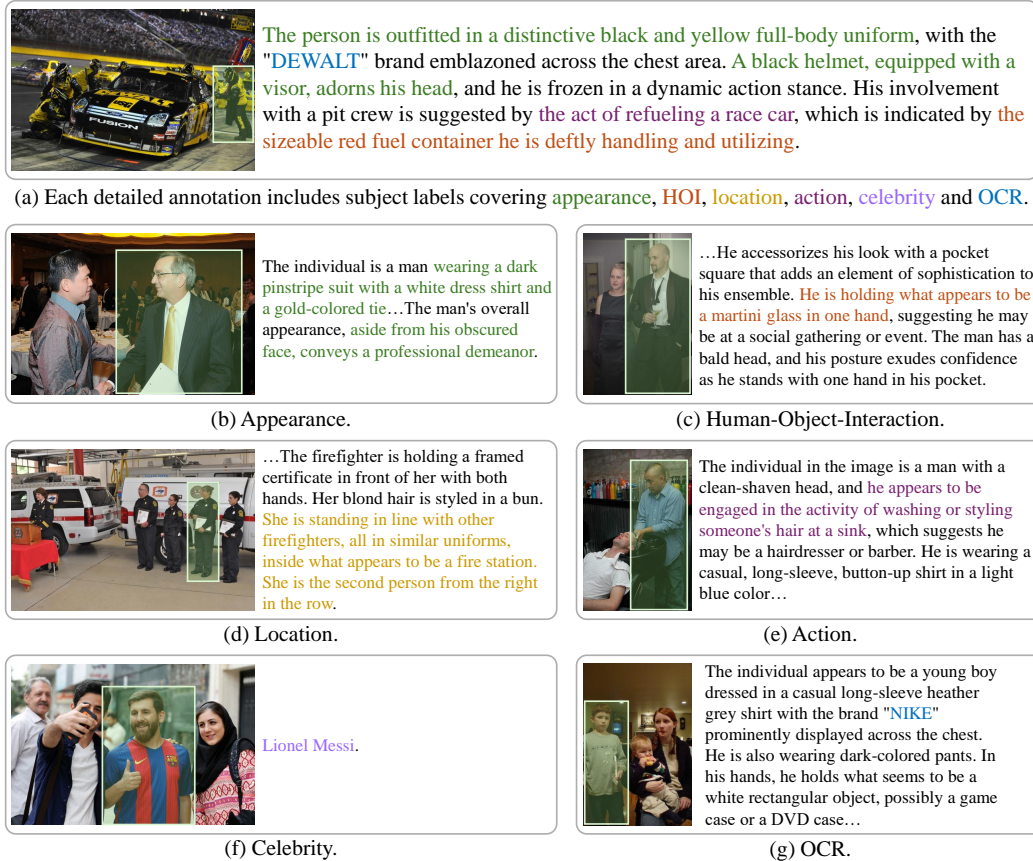 The person is outfitted in a distinctive black and yellow full-body uniform, with the
"DEWALT" brand emblazoned across the chest area. A black helmet, equipped with a
visor, adorns his head, and he is frozen in a dynamic action stance. His involvement
with a pit crew is suggested by the act of refueling a race car, which is indicated by the
sizeable red fuel container he is deftly handling and utilizing.
FUSION
(a) Each detailed annotation includes subject labels covering appearance, HOI, location, action, celebrity and OCR.
The individual is a man wearing a dark
pinstripe suit with a white dress shirt and
a gold-colored tie…The man's overall
appearance, aside from his obscured
face, conveys a professional demeanor.
(b) Appearance.
…He accessorizes his look with a pocket
square that adds an element of sophistication to
his ensemble. He is holding what appears to be
a martini glass in one hand, suggesting he may
be at a social gathering or event. The man has a
bald head, and his posture exudes confidence
as he stands with one hand in his pocket.
(c) Human-Object-Interaction.
…The firefighter is holding a framed
certificate in front of her with both
hands. Her blond hair is styled in a bun.
She is standing in line with other
firefighters, all in similar uniforms,
inside what appears to be a fire station.
She is the second person from the right
in the row.
(d) Location.
The individual in the image is a man with a
clean-shaven head, and he appears to be
engaged in the activity of washing or styling
someone's hair at a sink, which suggests he
may be a hairdresser or barber. He is wearing a
casual, long-sleeve, button-up shirt in a light
blue color…
(e) Action.
Lionel Messi.
(f) Celebrity.
The individual appears to be a young boy
dressed in a casual long-sleeve heather
grey shirt with the brand "NIKE"
prominently displayed across the chest.
He is also wearing dark-colored pants. In
his hands, he holds what seems to be a
white rectangular object, possibly a game
case or a DVD case…
(g) OCR.